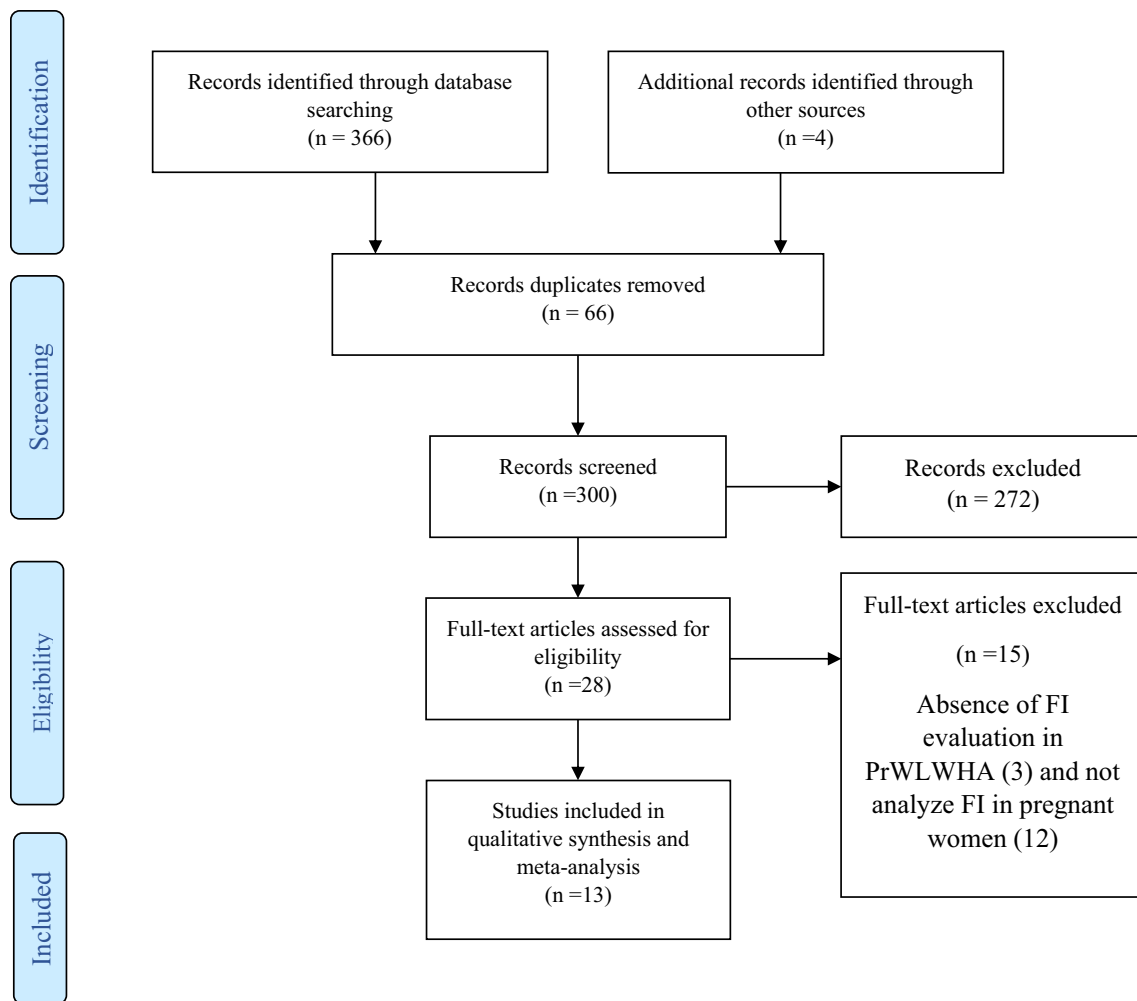 Identification
Records identified through database
searching
(n = 366)
Additional records identified through
other sources
(n =4)
Screening
Records duplicates removed
(n = 66)
Records screened
(n =300)
Records excluded
(n = 272)
Eligibility
Full-text articles assessed for
eligibility
(n =28)
Full-text articles excluded
(n =15)
Absence of FI
evaluation in
PrWLWHA (3) and not
analyze FI in pregnant
women (12)
Included
Studies included in
qualitative synthesis and
meta-analysis
(n =13)